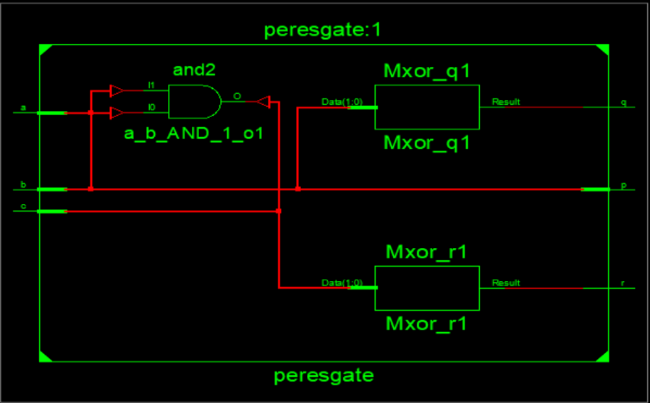 peresgate:1
and2
Mxor_q1
a
I1
I0
O
Data(1:0)
Result
q
a_b_AND_1_o1
Mxor_q1
b
p
c
Mxor_r1
Data(1:0)
Result
r
Mxor_r1
peresgate